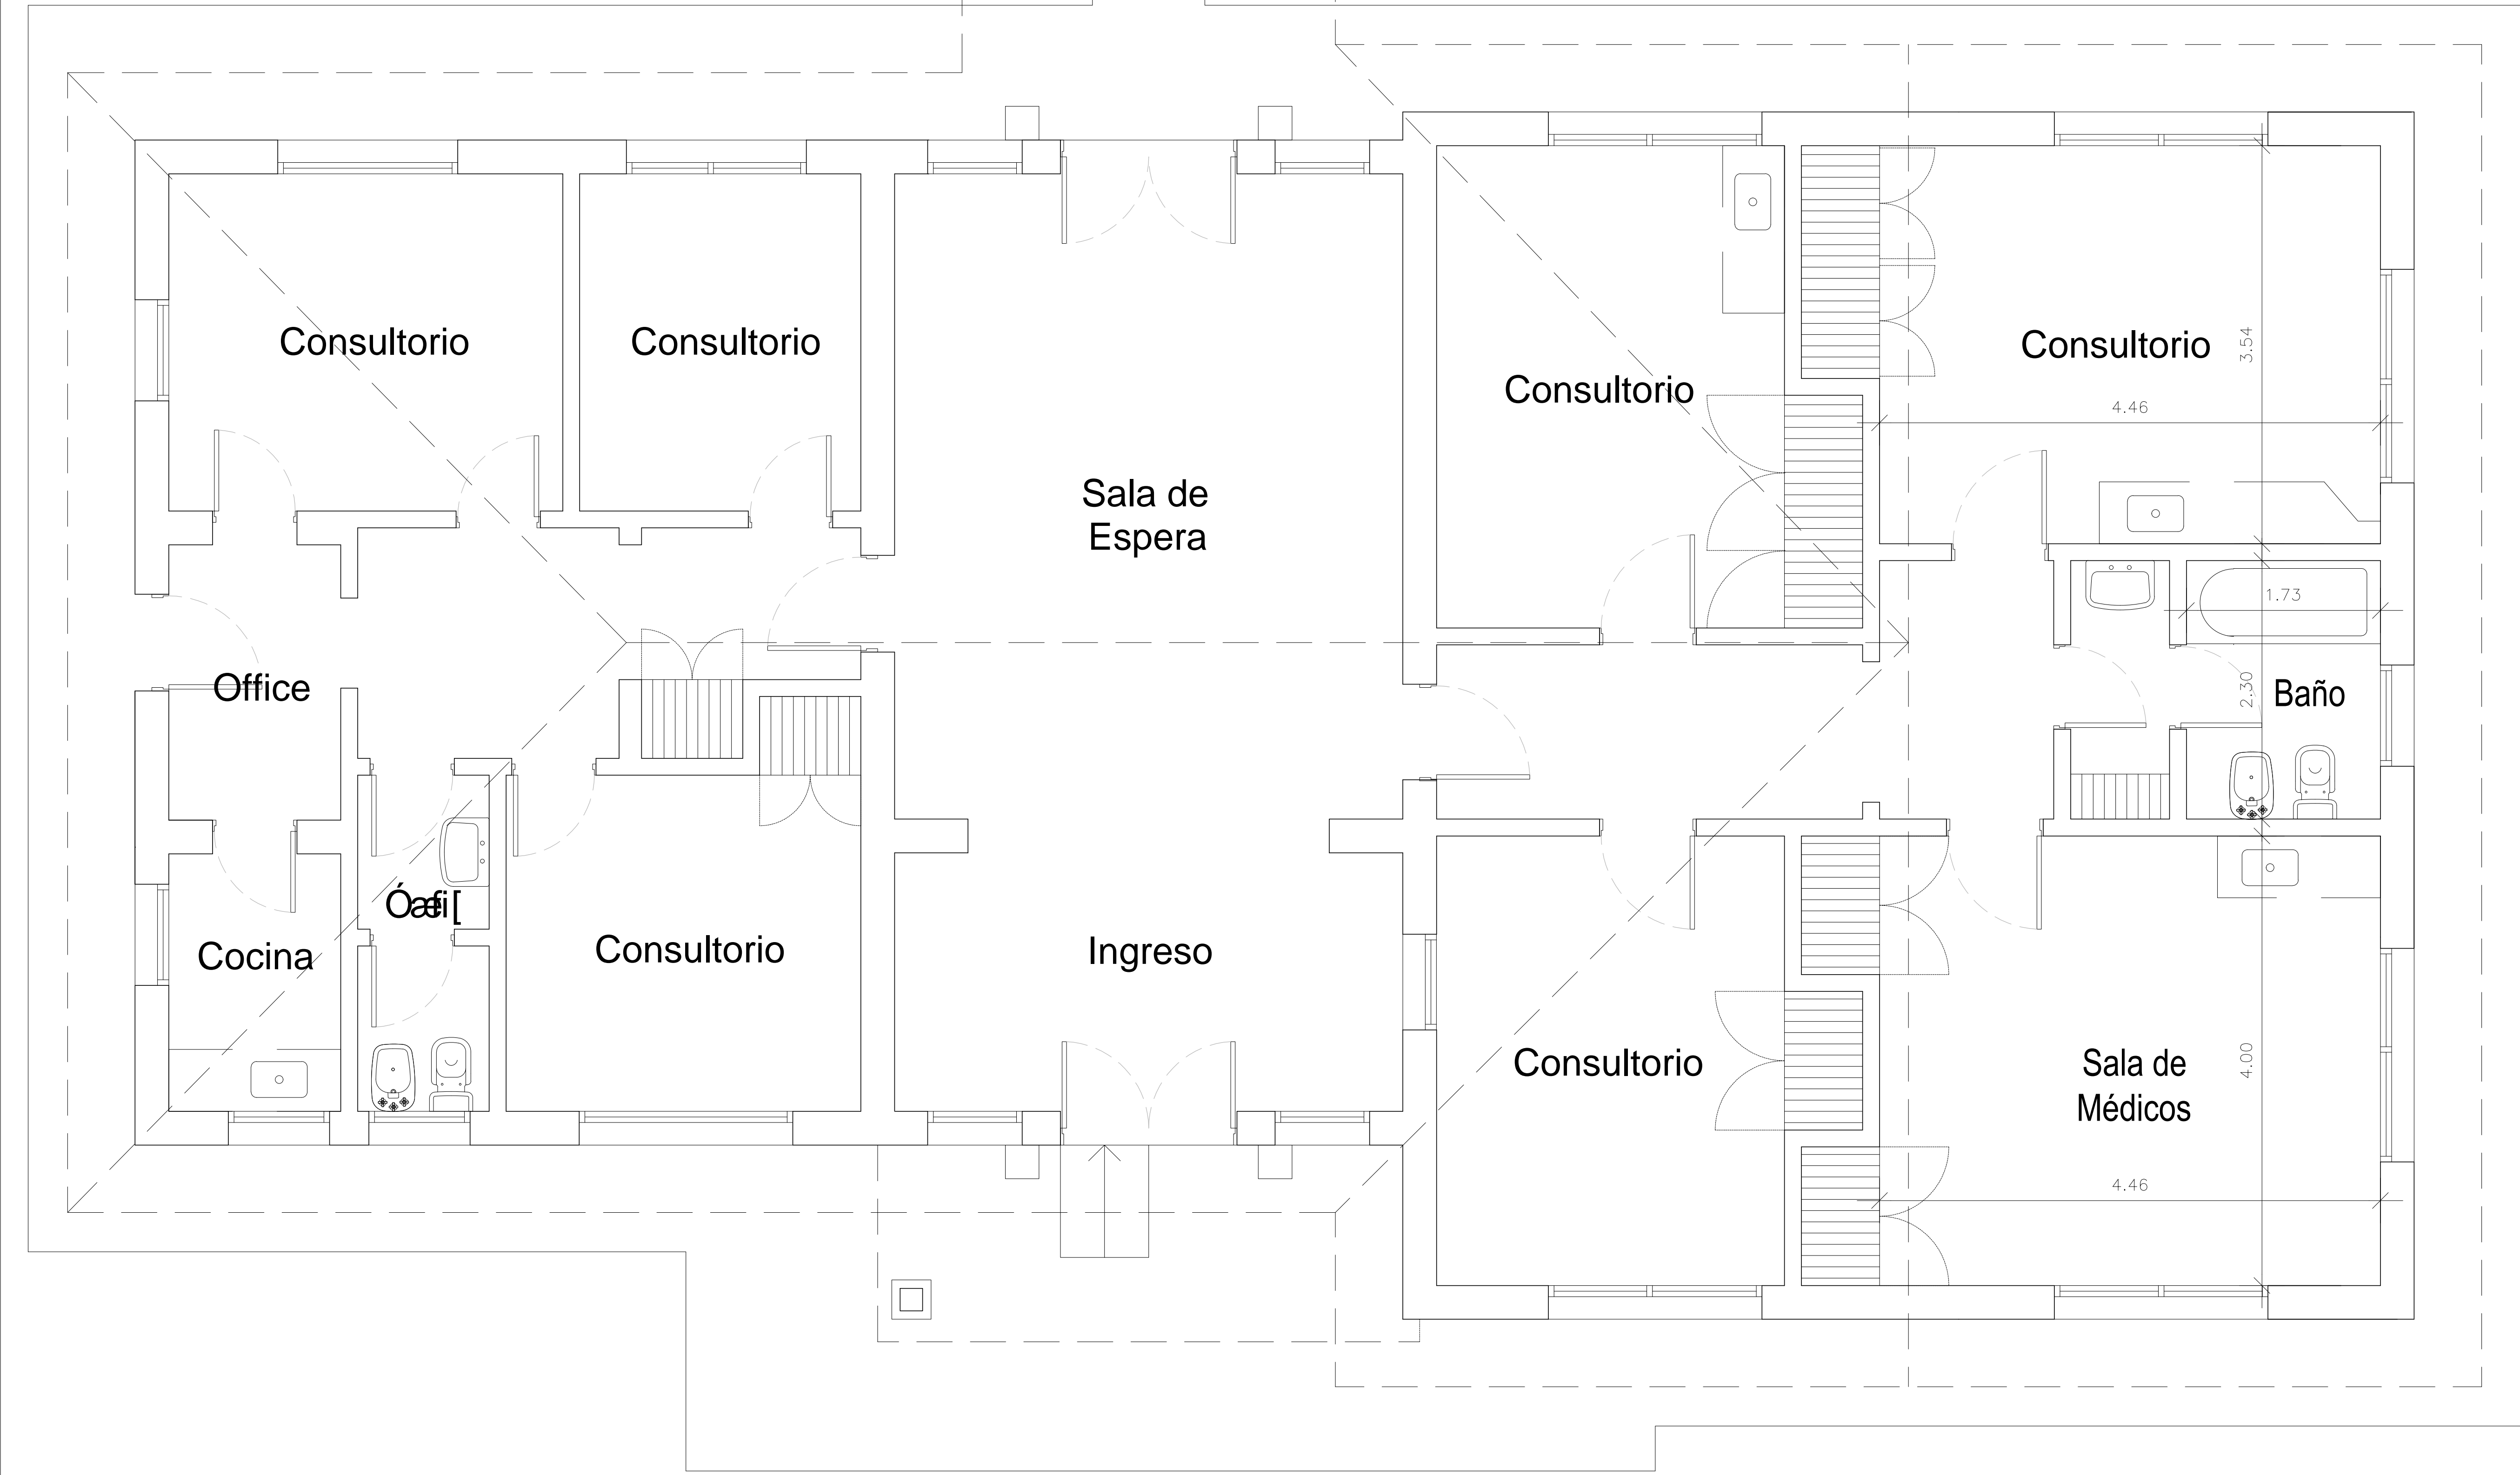 Consultorio
Consultorio
Consultorio
Consultorio
3.54
4.46
Sala de
Espera
1.73
Office
2.30
Baño
Óæfi[
Cocina
Consultorio
Ingreso
Consultorio
Sala de
Médicos
4.00
4.46